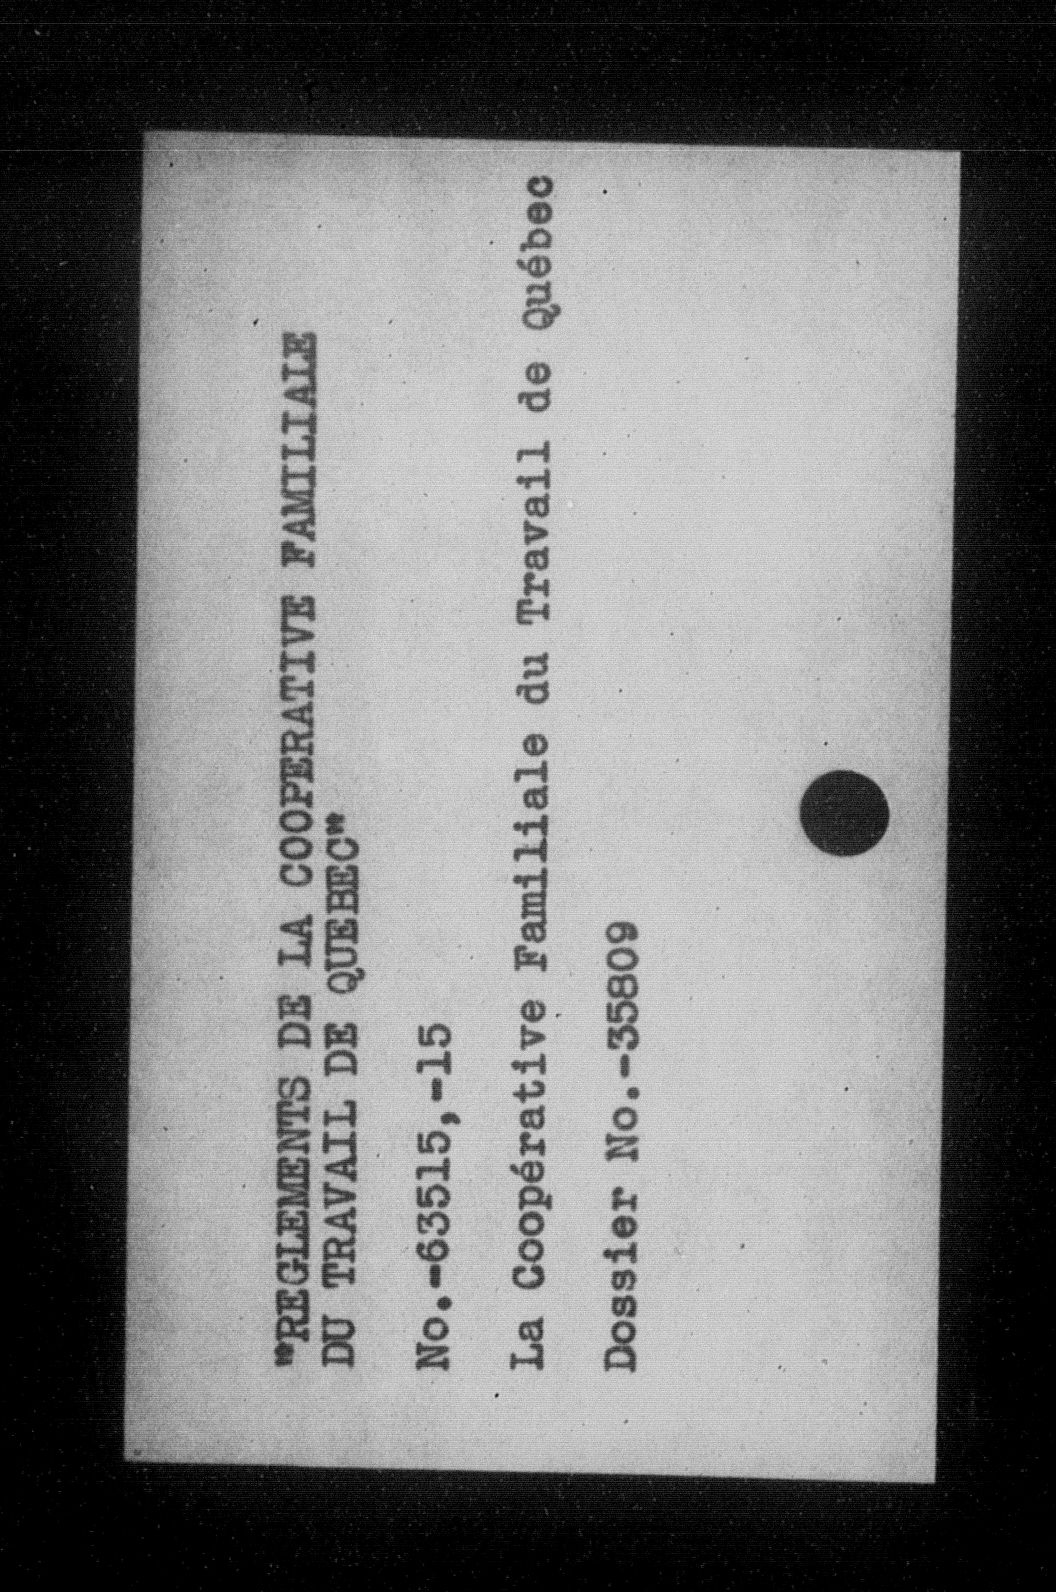 "REGLEMENTS DE LA COOPERATIVE FAMILIALE
DU TRAVAIL DE QUEBEC"
No.-63515,-15
La Coopérative Familiale du Travail de Québec
Dossier No.-35809